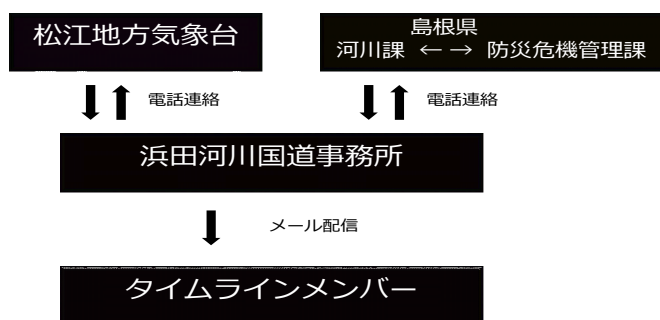 松江地方気象台
島根県
河川課 ←→ 防災危機管理課
電話連絡
電話連絡
浜田河川国道事務所
メール配信
タイムラインメンバー